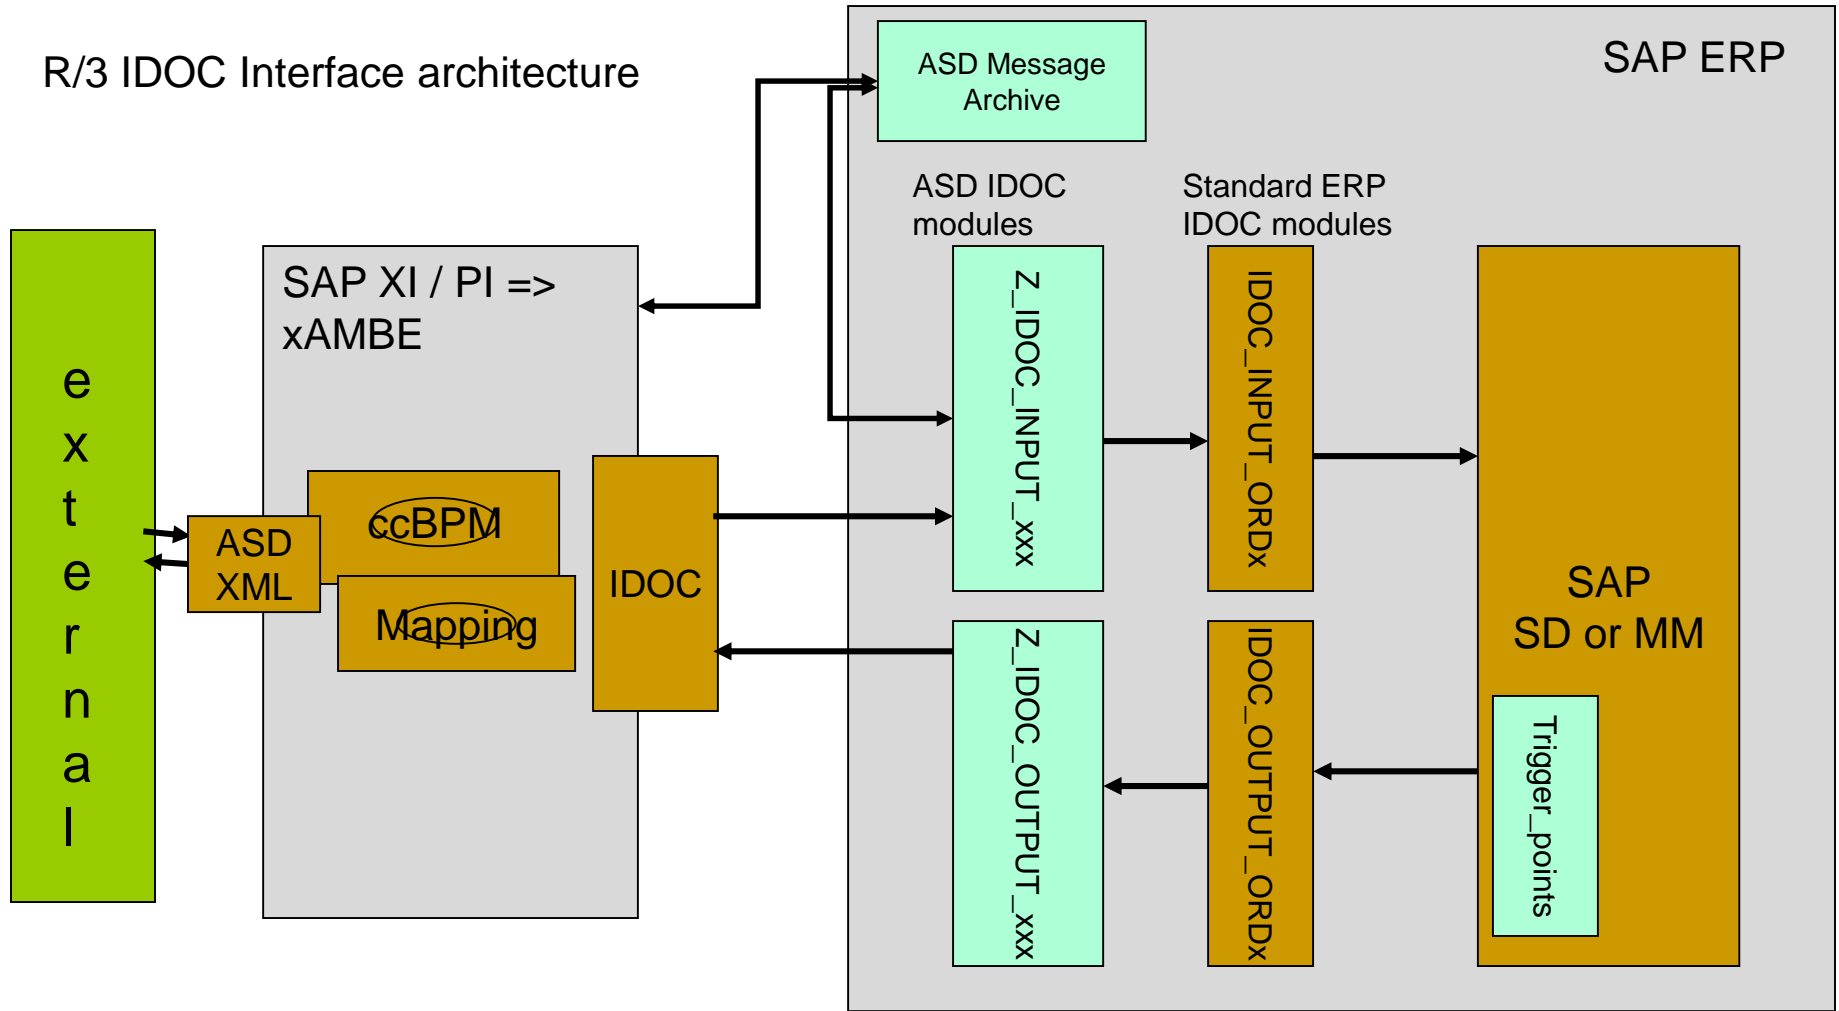 R/3 IDOC Interface architecture
SAP ERP
ASD Message
Archive
ASD IDOC
modules
Standard ERP
IDOC modules
external
SAP XI / PI =>
xAMBE
ccBPM
Mapping
ASD
XML
IDOC
Z_IDOC_INPUT_xxx
IDOC_INPUT_ORDx
Z_IDOC_OUTPUT_xxx
IDOC_OUTPUT_ORDx
SAP
SD or MM
Trigger_points